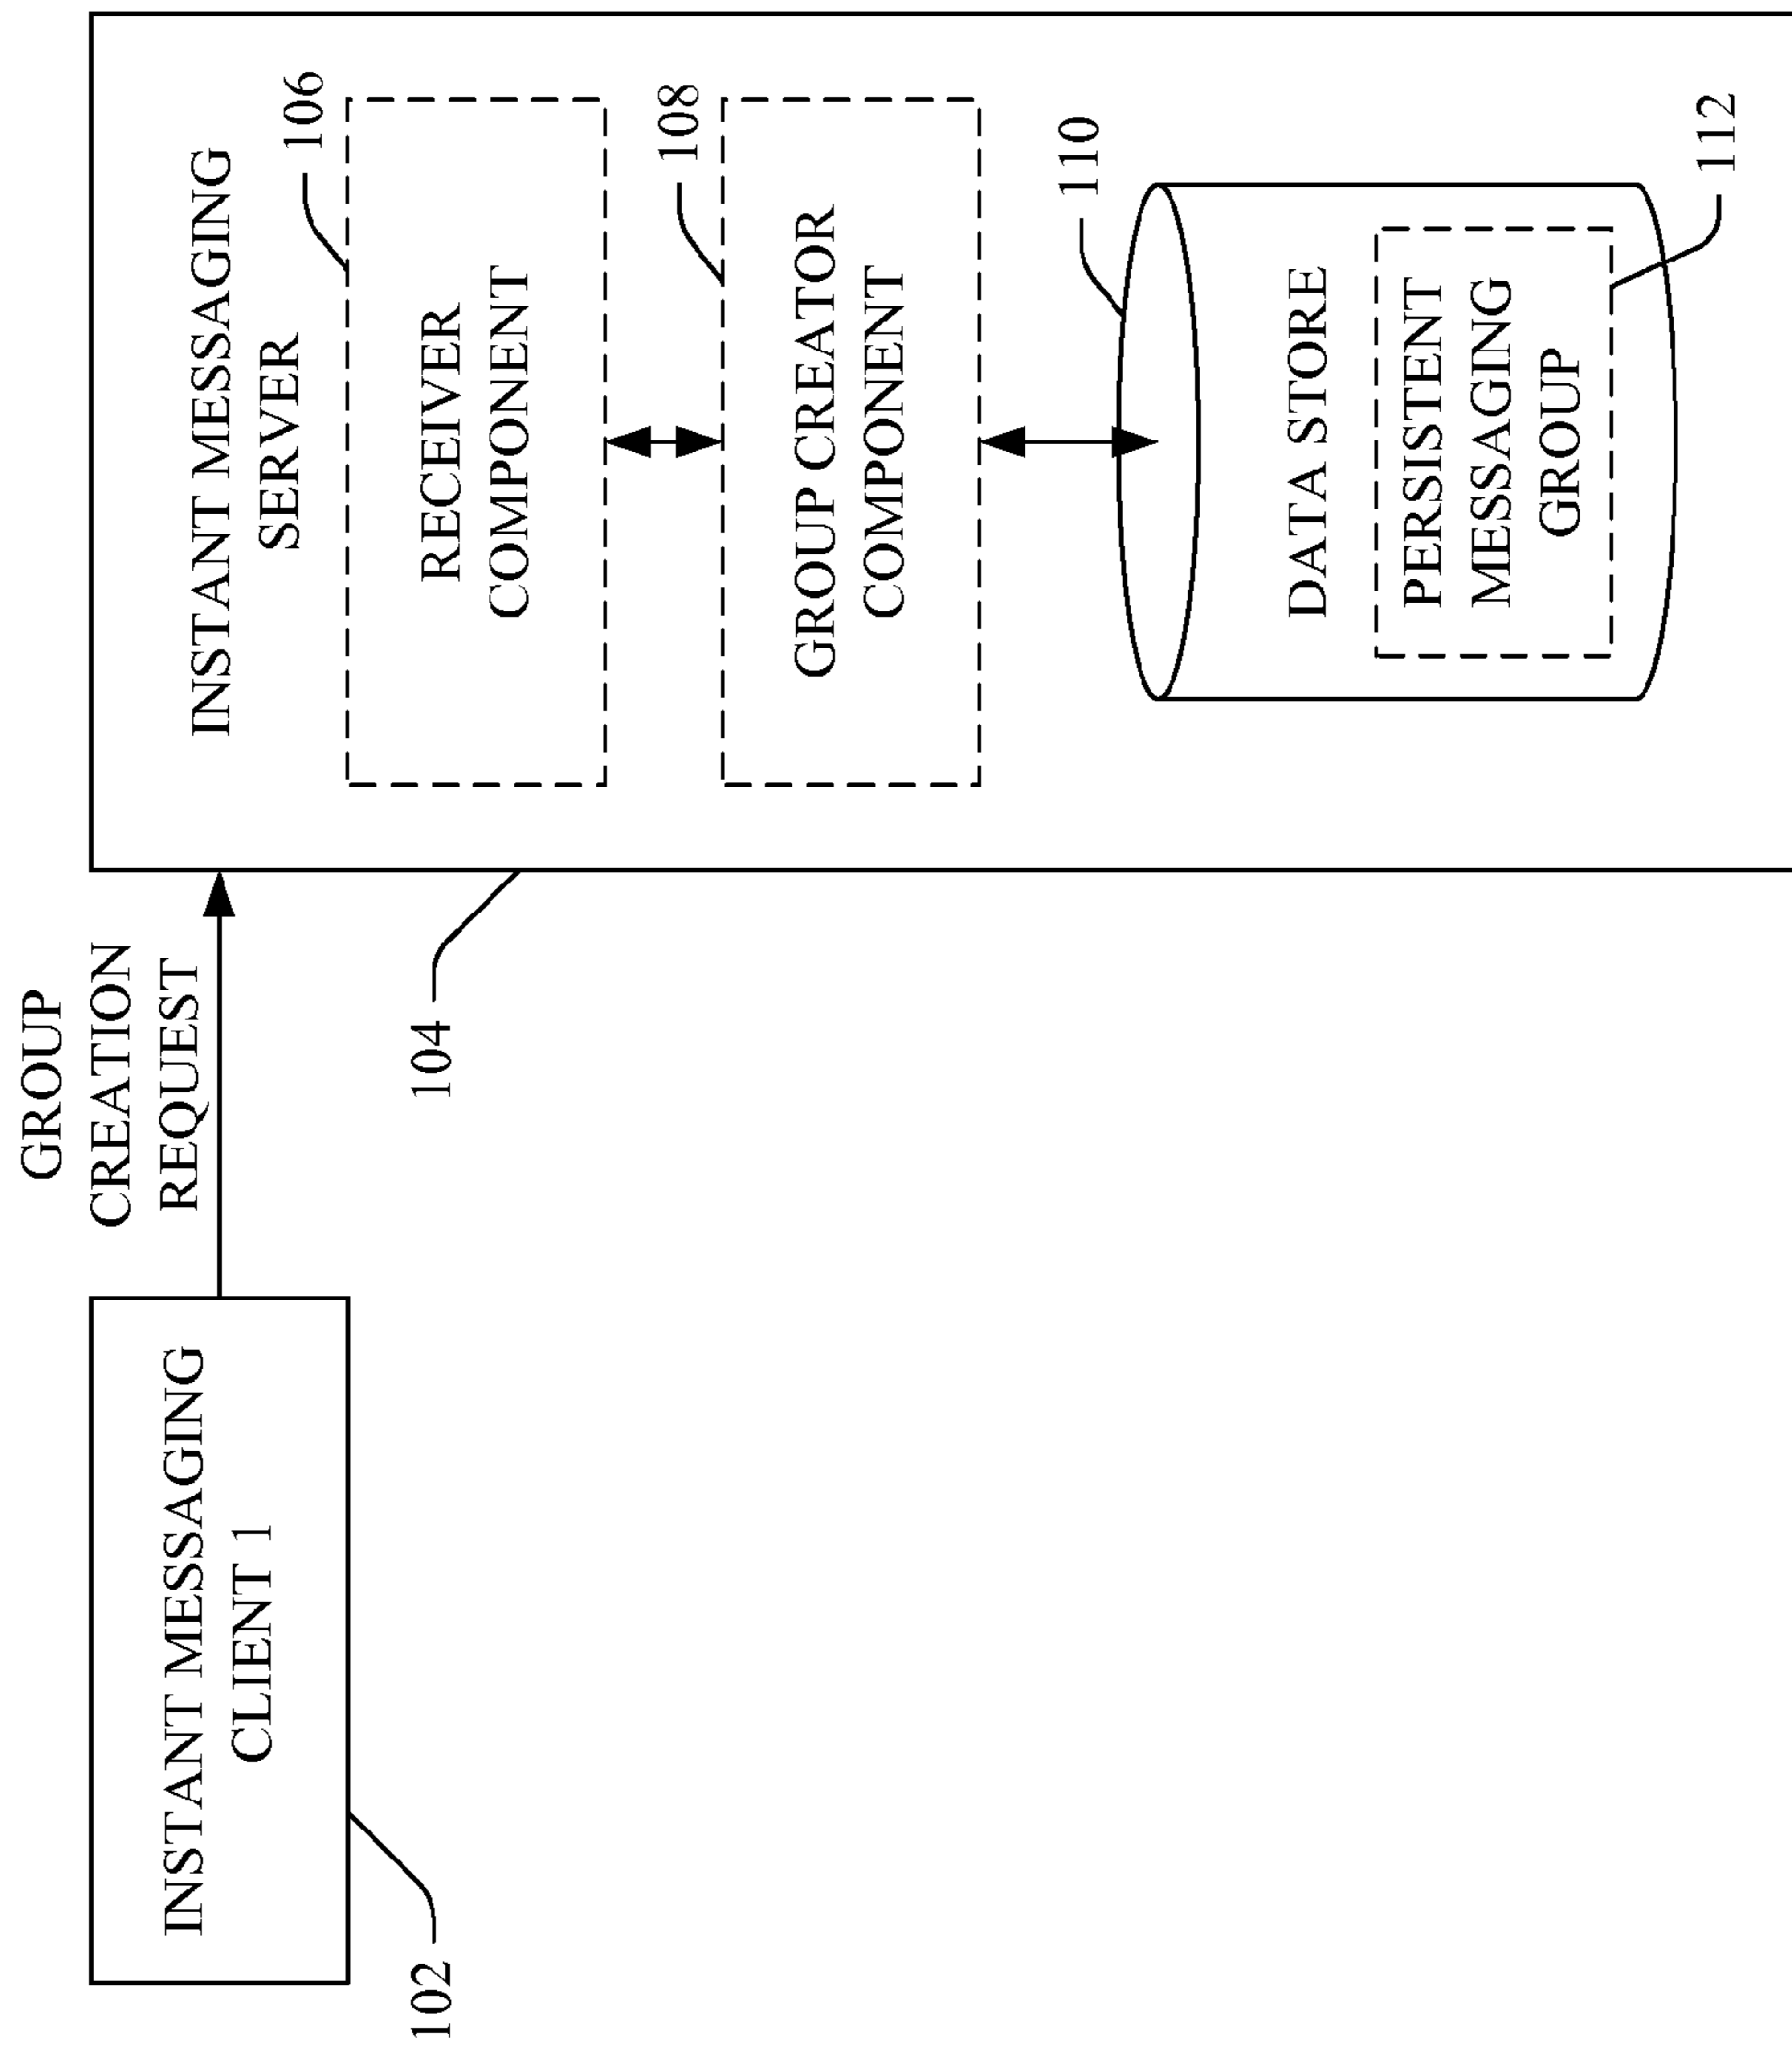 GROUP
CREATION
REQUEST
INSTANT MESSAGING
CLIENT 1
102
104
INSTANT MESSAGING
SERVER
106
RECEIVER
COMPONENT
108
GROUP CREATOR
COMPONENT
110
DATA STORE
PERSISTENT
MESSAGING
GROUP
112